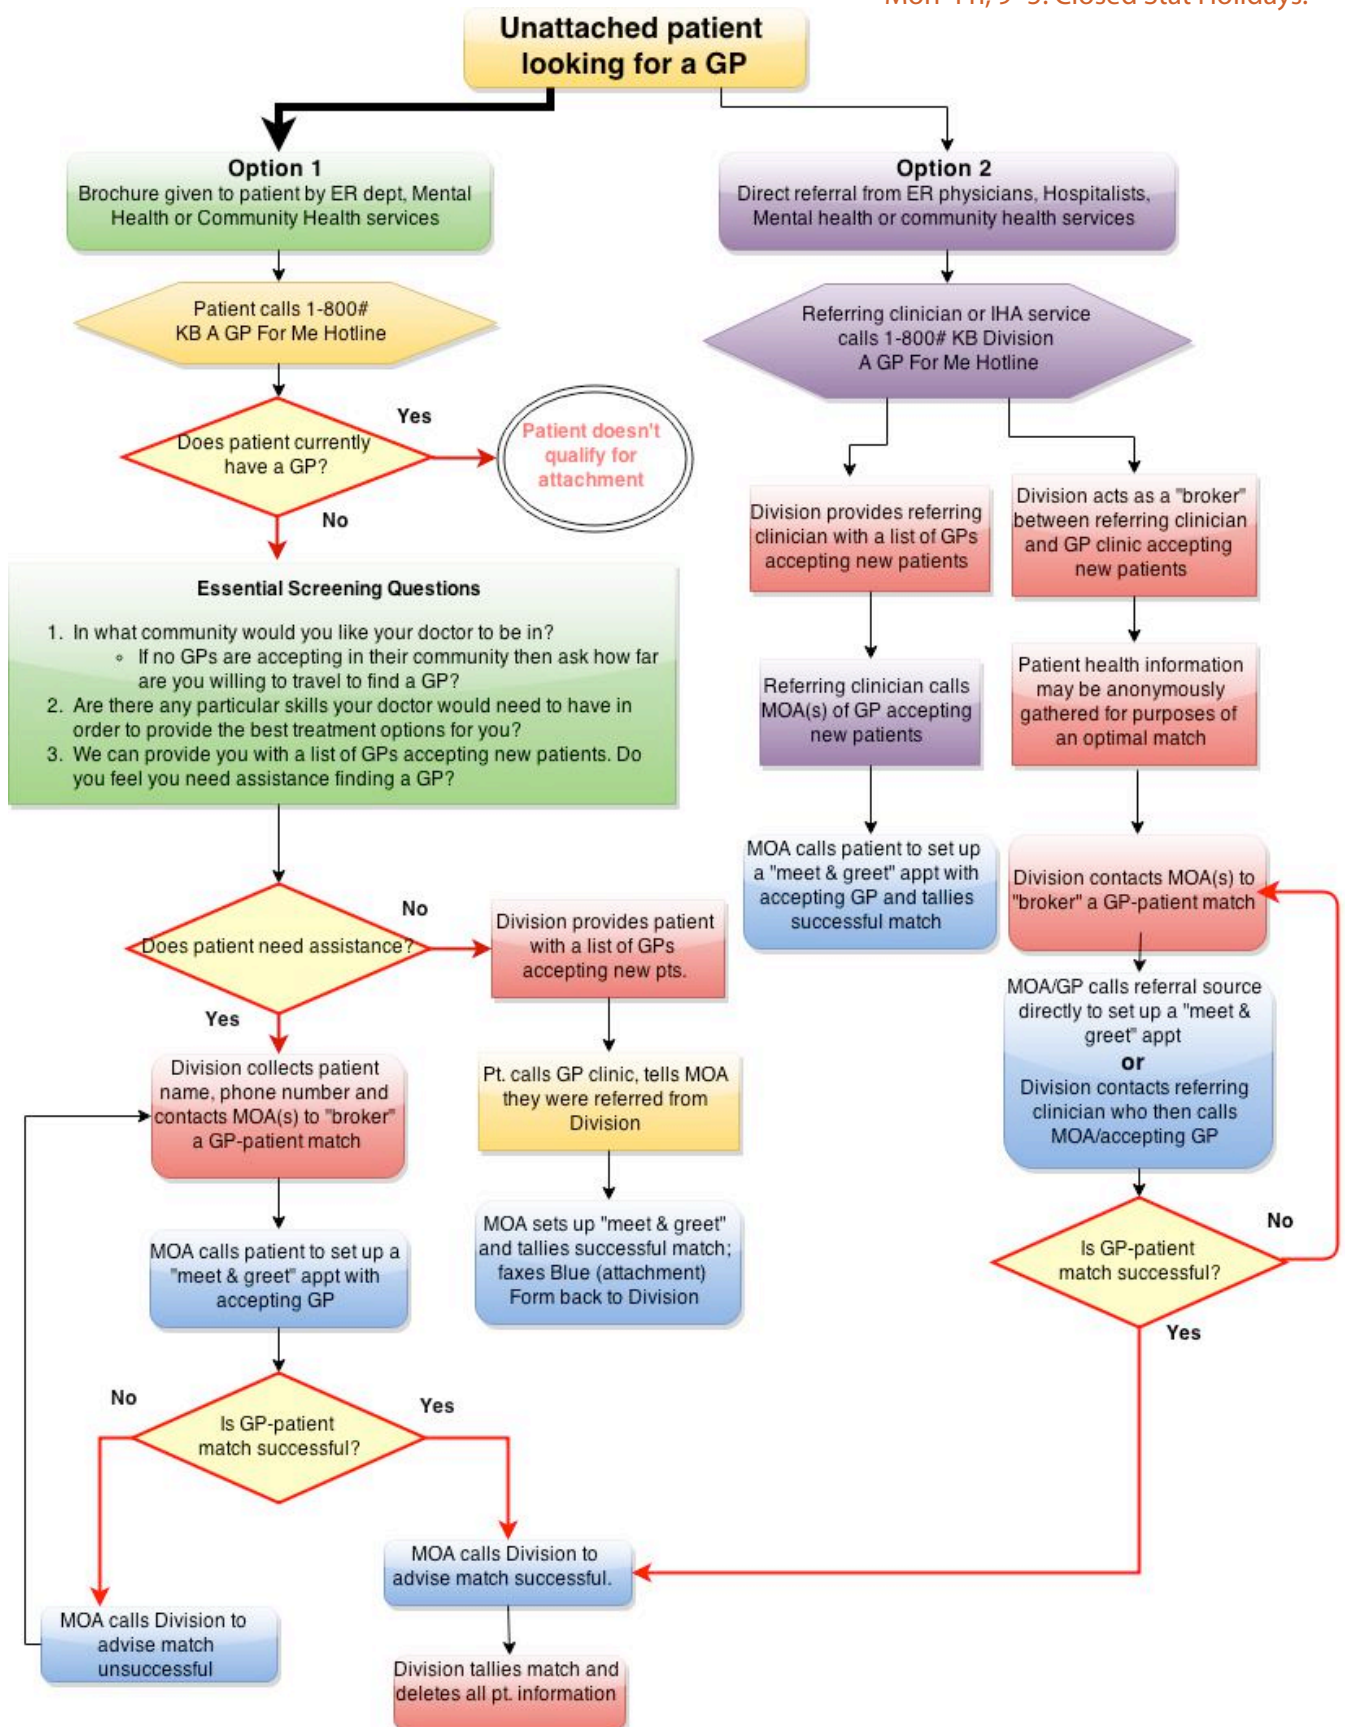 Mon-Fri, 9-5. Closed Stat Holidays.
Unattached patient
looking for a GP
Option 1
Brochure given to patient by ER dept, Mental
Health or Community Health services
Option 2
Direct referral from ER physicians, Hospitalists,
Mental health or community health services
Patient calls 1-800#
KB A GP For Me Hotline
Referring clinician or IHA service
calls 1-800# KB Division
A GP For Me Hotline
Does patient currently
have a GP?
Yes
Patient doesn't
qualify for
attachment
No
Division provides referring
clinician with a list of GPs
accepting new patients
Division acts as a "broker"
between referring clinician
and GP clinic accepting
new patients
Essential Screening Questions
1. In what community would you like your doctor to be in?
∘ If no GPs are accepting in their community then ask how far
are you willing to travel to find a GP?
2. Are there any particular skills your doctor would need to have in
order to provide the best treatment options for you?
3. We can provide you with a list of GPs accepting new patients. Do
you feel you need assistance finding a GP?
Referring clinician calls
MOA(s) of GP accepting
new patients
Patient health information
may be anonymously
gathered for purposes of
an optimal match
MOA calls patient to set up
a "meet & greet" appt with
accepting GP and tallies
successful match
Division contacts MOA(s) to
"broker" a GP-patient match
Does patient need assistance?
No
Division provides patient
with a list of GPs
accepting new pts.
Yes
MOA/GP calls referral source
directly to set up a "meet &
greet" appt
or
Division contacts referring
clinician who then calls
MOA/accepting GP
Division collects patient
name, phone number and
contacts MOA(s) to "broker"
a GP-patient match
Pt. calls GP clinic, tells MOA
they were referred from
Division
MOA calls patient to set up a
"meet & greet" appt with
accepting GP
MOA sets up "meet & greet"
and tallies successful match;
faxes Blue (attachment)
Form back to Division
Is GP-patient
match successful?
No
Yes
Is GP-patient
match successful?
No
Yes
MOA calls Division to
advise match successful.
MOA calls Division to
advise match
unsuccessful
Division tallies match and
deletes all pt. information